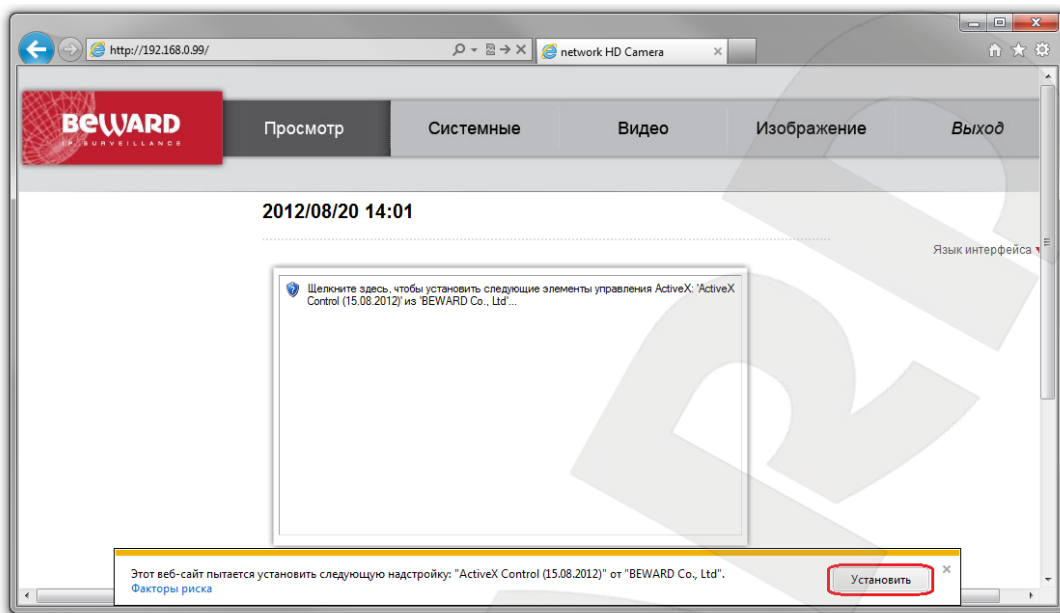 http://192.168.0.99/
network HD Camera
BEWARD
IP SURVEILLANCE
Просмотр
Системные
Видео
Изображение
Выход
2012/08/20 14:01
Язык интерфейса
Щелкните здесь, чтобы установить следующие элементы управления ActiveX: 'ActiveX
Control (15.08.2012)' из 'BEWARD Co., Ltd'...
Этот веб-сайт пытается установить следующую надстройку: "ActiveX Control (15.08.2012)" от "BEWARD Co., Ltd".
Факторы риска
Установить